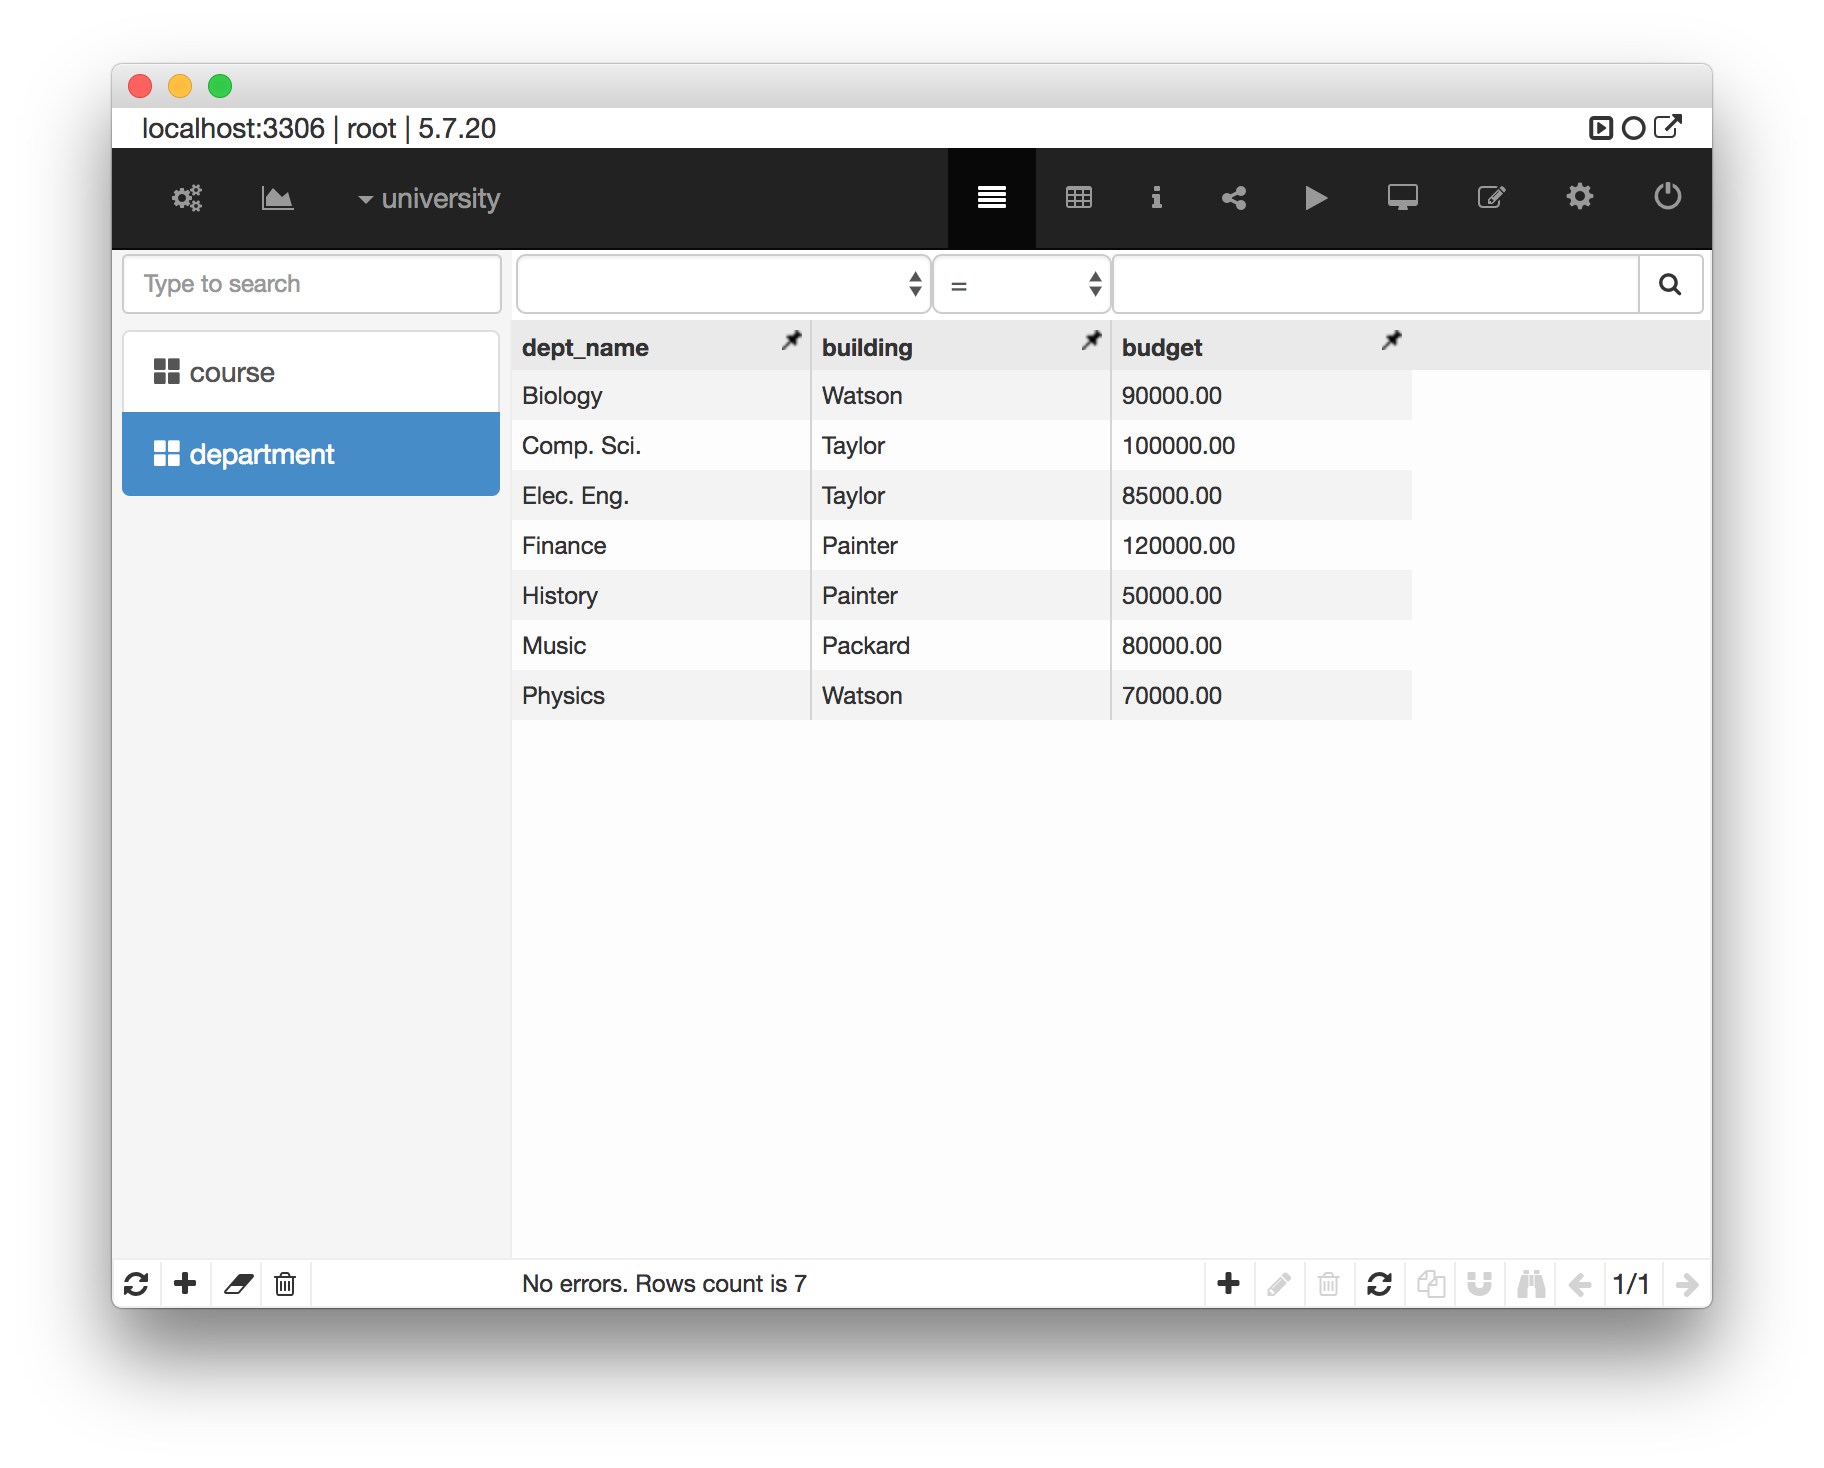 localhost:3306 | root | 5.7.20
university
Type to search
=
course
department
dept_name building budget
Biology Watson 90000.00
Comp. Sci. Taylor 100000.00
Elec. Eng. Taylor 85000.00
Finance Painter 120000.00
History Painter 50000.00
Music Packard 80000.00
Physics Watson 70000.00
No errors. Rows count is 7
1/1